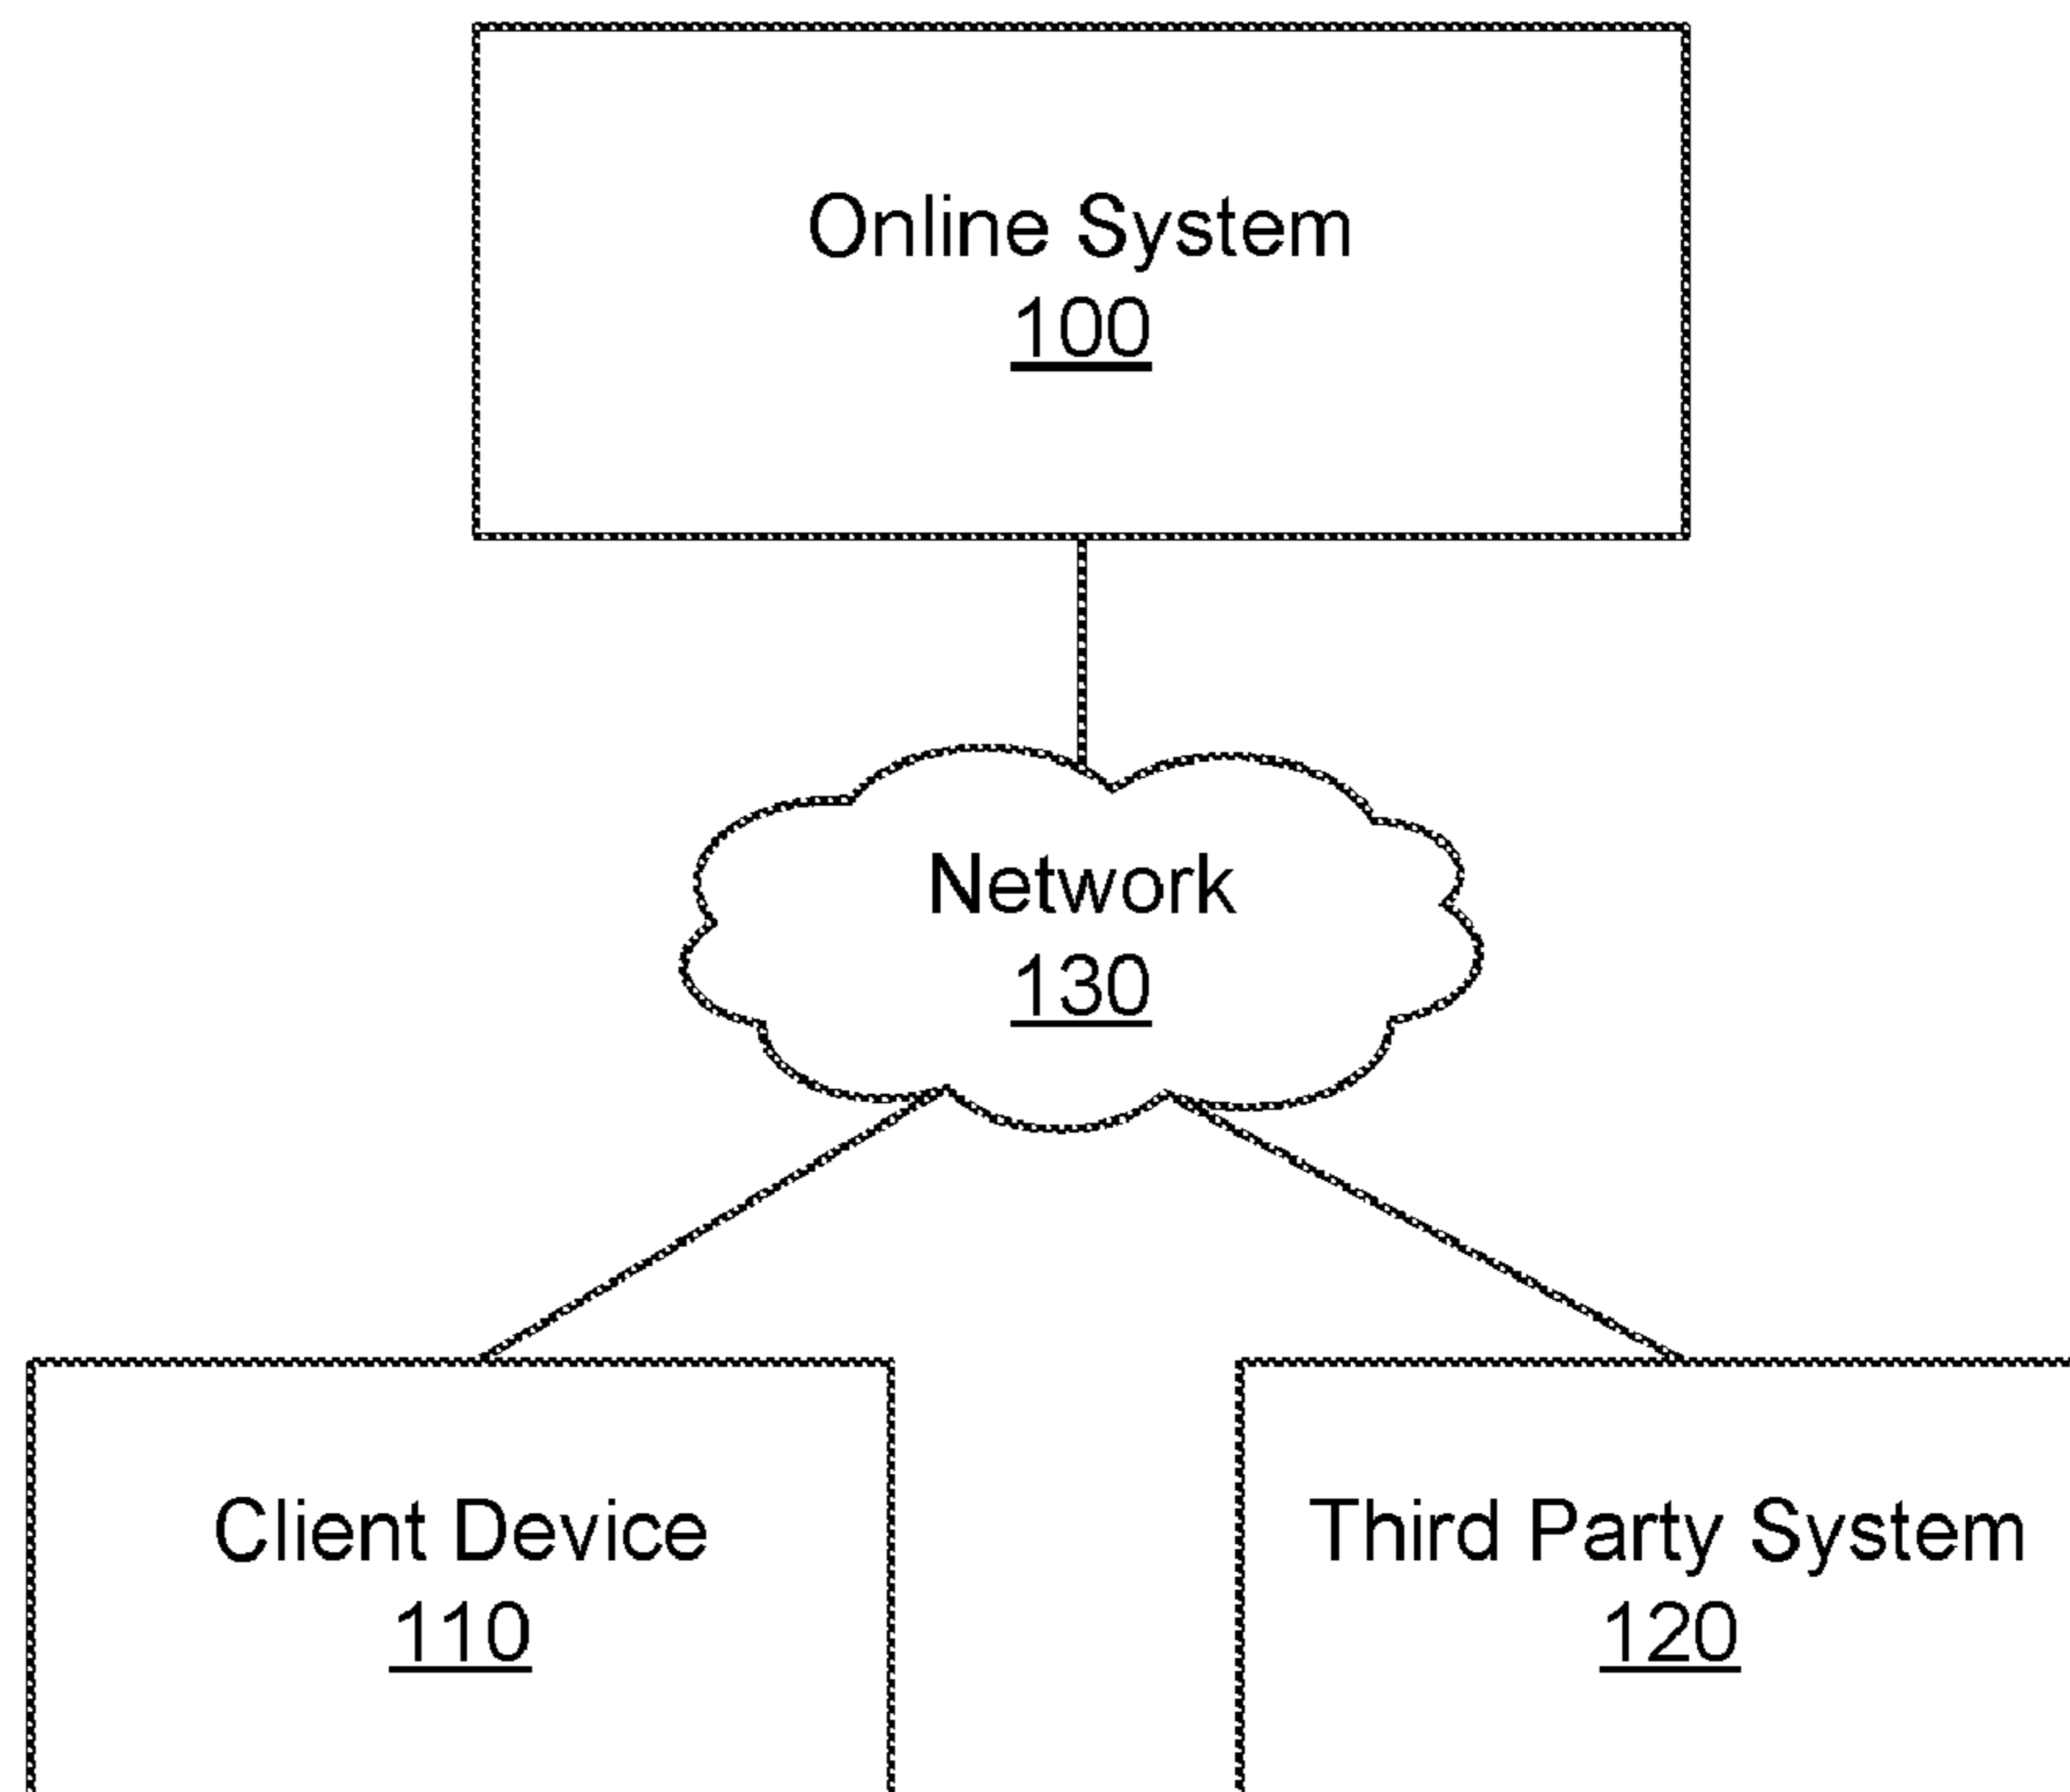 Online System
100
Network
130
Client Device
110
Third Party System
120